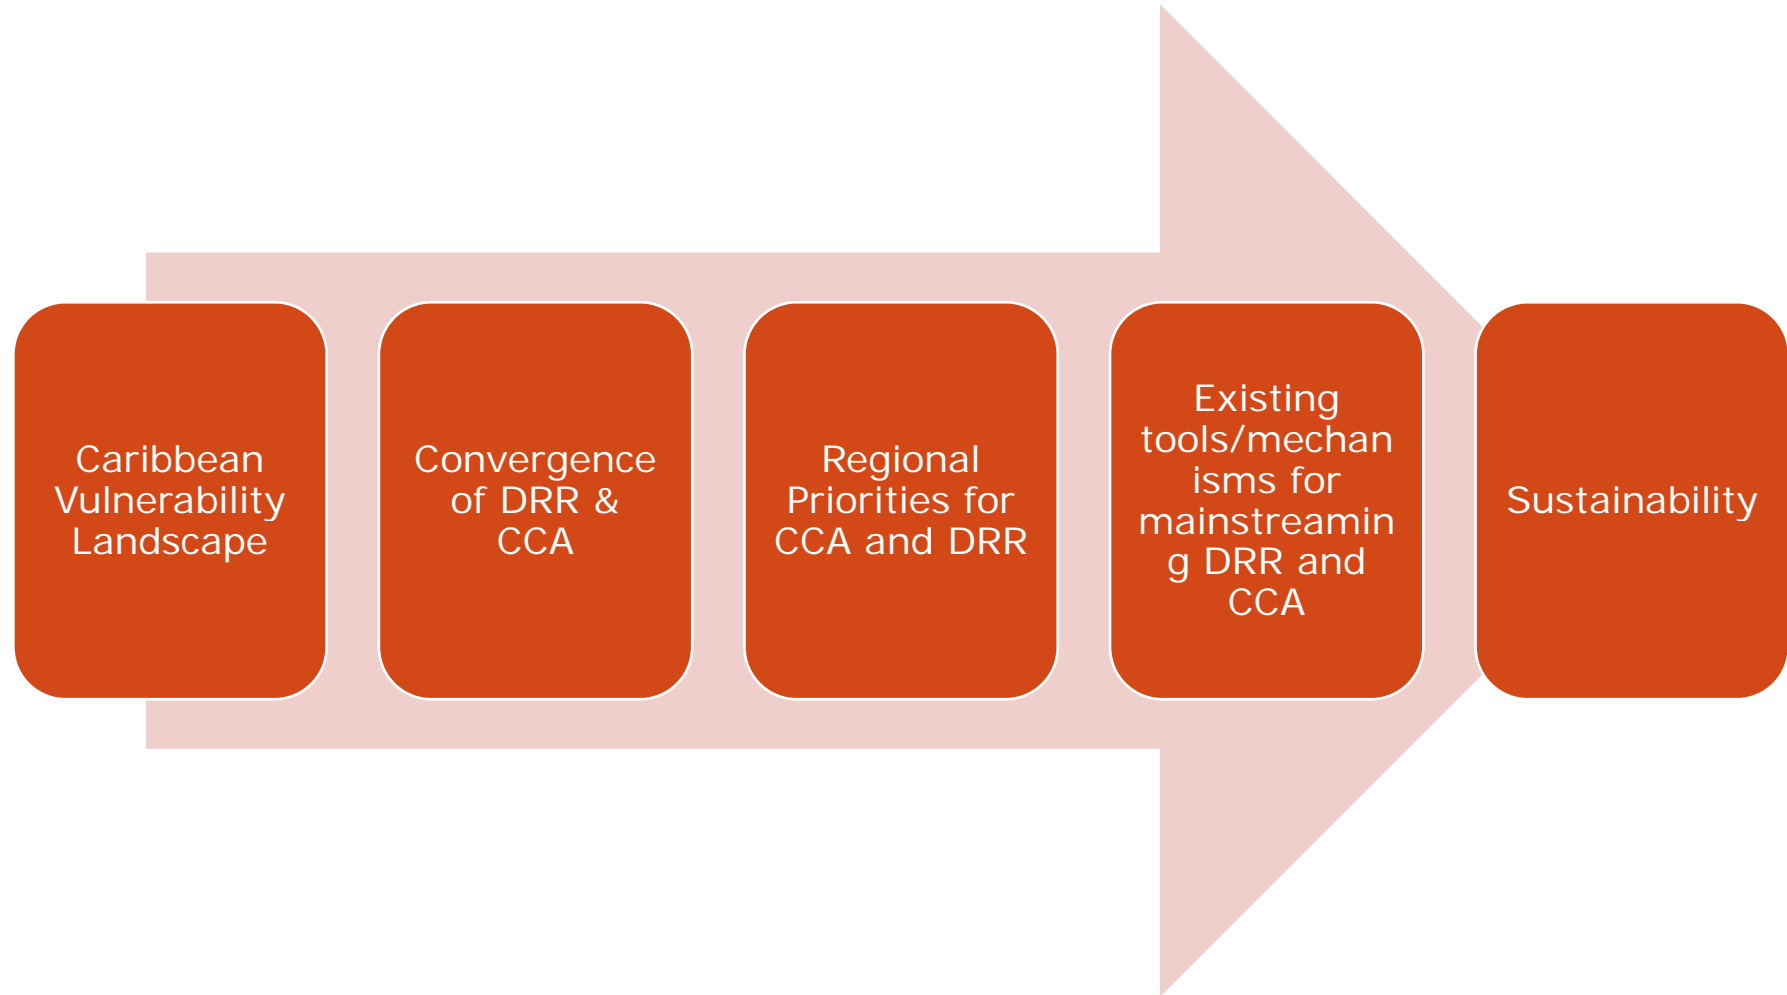 Caribbean
Vulnerability
Landscape
Convergence
of DRR &
CCA
Regional
Priorities for
CCA and DRR
Existing
tools/mechan
isms for
mainstreamin
g DRR and
CCA
Sustainability